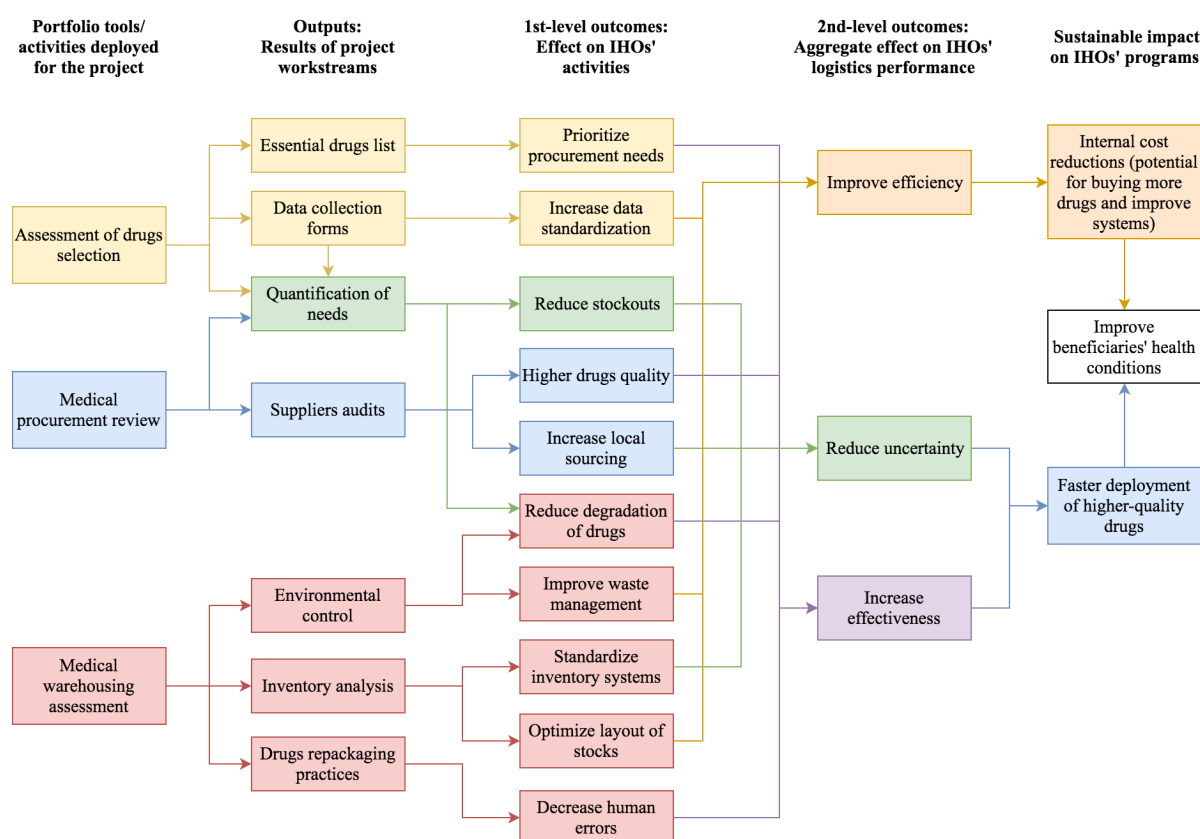 Portfolio tools/
activities deployed
for the project
Outputs:
Results of project
workstreams
1st-level outcomes:
Effect on IHOs'
activities
2nd-level outcomes:
Aggregate effect on IHOs'
logistics performance
Sustainable impact
on IHOs' programs
Assessment of drugs
selection
Medical
procurement review
Medical
warehousing
assessment
Essential drugs list
Data collection
forms
Quantification of
needs
Suppliers audits
Environmental
control
Inventory analysis
Drugs repackaging
practices
Prioritize
procurement needs
Increase data
standardization
Reduce stockouts
Higher drugs quality
Increase local
sourcing
Reduce degradation
of drugs
Improve waste
management
Standardize
inventory systems
Optimize layout of
stocks
Decrease human
errors
Improve efficiency
Reduce uncertainty
Increase
effectiveness
Internal cost
reductions (potential
for buying more
drugs and improve
systems)
Improve
beneficiaries' health
conditions
Faster deployment
of higher-quality
drugs